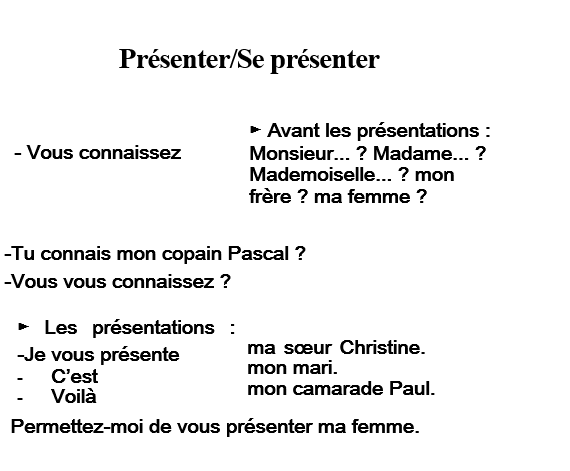 Présenter/Se présenter
► Avant les présentations :
- Vous connaissez
Monsieur... ? Madame... ?
Mademoiselle... ? mon
frère ? ma femme ?
-Tu connais mon copain Pascal ?
-Vous vous connaissez ?
► Les présentations :
-Je vous présente
- C’est
- Voilà
ma sœur Christine.
mon mari.
mon camarade Paul.
Permettez-moi de vous présenter ma femme.